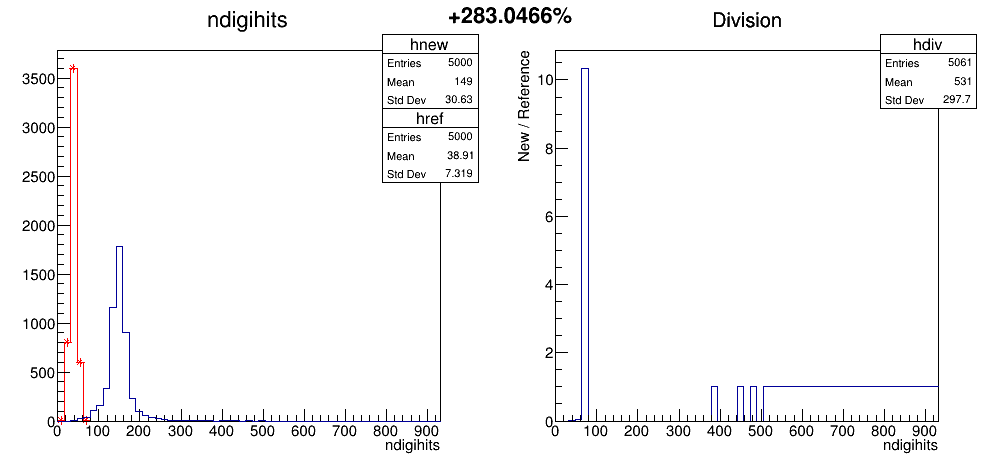 +283.0466%
ndigihits
hnew
Entries 5000
Mean 149
Std Dev 30.63
href
Entries 5000
Mean 38.91
Std Dev 7.319
3500
3000
2500
2000
1500
1000
500
0
0 100 200 300 400 500 600 700 800 900
ndigihits
Division
hdiv
Entries 5061
Mean 531
Std Dev 297.7
New / Reference
10
8
6
4
2
0
0 100 200 300 400 500 600 700 800 900
ndigihits